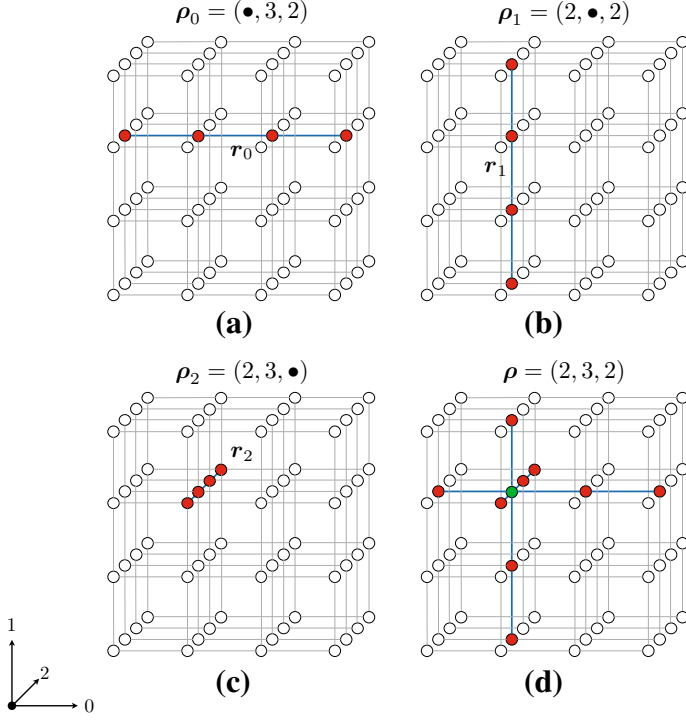 ρ₀ = (•, 3, 2)
ρ₁ = (2, •, 2)
r₀
r₁
(a)
(b)
ρ₂ = (2, 3, •)
ρ = (2, 3, 2)
r₂
1
2
0
(c)
(d)